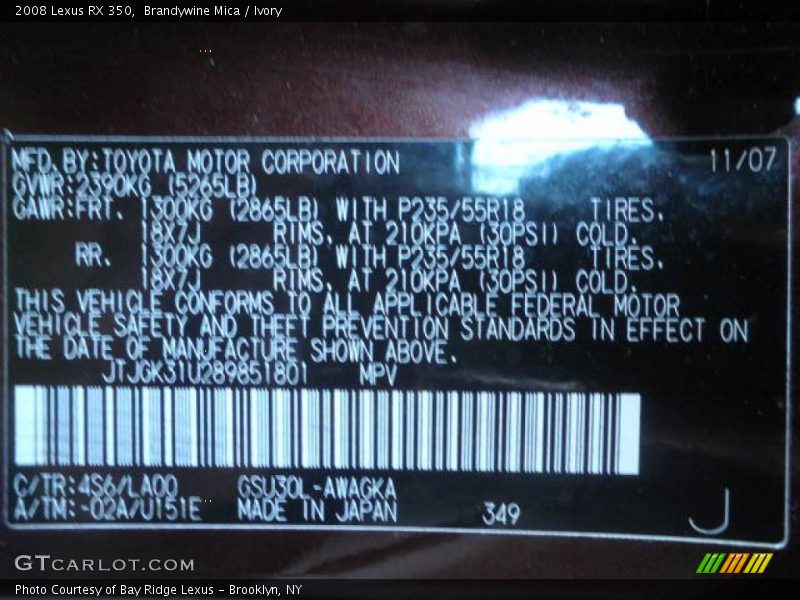 2008 Lexus RX 350,  Brandywine Mica / Ivory
MFD. BY: TOYOTA MOTOR CORPORATION 11/07
GVWR: 2390KG (5265LB)
GAWR: FRT. 1300KG (2865LB) WITH P235/55R18 TIRES,
18X7J RIMS, AT 210KPA (30PSI) COLD.
RR. 1300KG (2865LB) WITH P235/55R18 TIRES,
18X7J RIMS, AT 210KPA (30PSI) COLD.
THIS VEHICLE CONFORMS TO ALL APPLICABLE FEDERAL MOTOR
VEHICLE SAFETY AND THEFT PREVENTION STANDARDS IN EFFECT ON
THE DATE OF MANUFACTURE SHOWN ABOVE.
JTJGK31U289851801 MPV
C/TR: 4S6/LA00 GSU30L-AWAGKA
A/TM: -02A/U151E MADE IN JAPAN 349 J
GTCARLOT.COM
Photo Courtesy of Bay Ridge Lexus - Brooklyn, NY